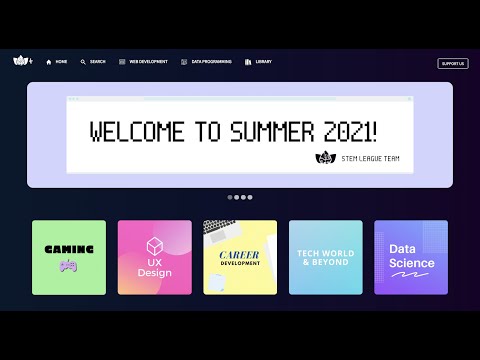 HOME
SEARCH
WEB DEVELOPMENT
DATA PROGRAMMING
LIBRARY
SUPPORT US
WELCOME TO SUMMER 2021!
STEM LEAGUE TEAM
GAMING
UX
Design
CAREER
DEVELOPMENT
TECH WORLD
& BEYOND
Data
Science